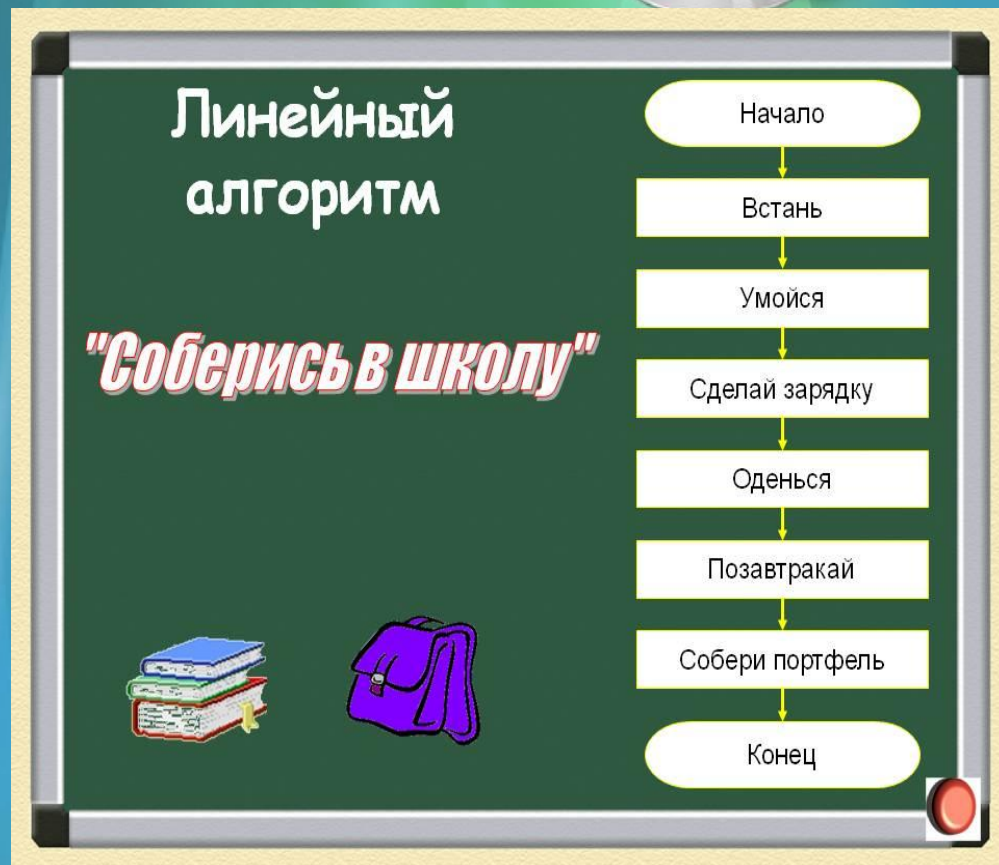 Линейный
алгоритм
"Соберись в школу"
Начало
Встань
Умойся
Сделай зарядку
Оденься
Позавтракай
Собери портфель
Конец